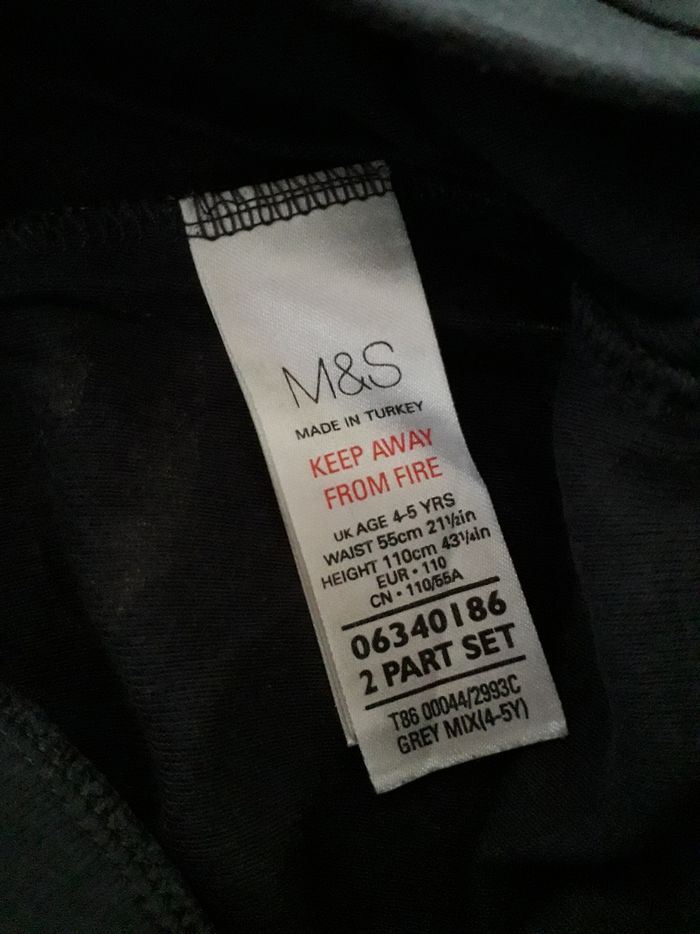 M&S
MADE IN TURKEY
KEEP AWAY
FROM FIRE
UK AGE 4-5 YRS
WAIST 55cm 21½in
HEIGHT 110cm 43¼in
EUR • 110
CN • 110/55A
06340186
2 PART SET
T86 00044/2993C
GREY MIX(4-5Y)